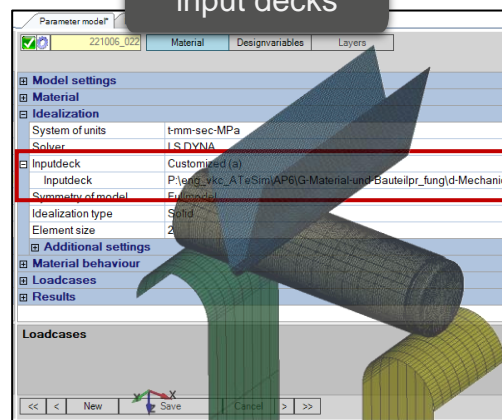 input decks
Parameter model*
221006_022 Material Designvariables Layers
Model settings
Material
Idealization
System of units t-mm-sec-MPa
Solver LS DYNA
Inputdeck Customized (a)
Inputdeck P:\eng_vkc_ATeSim\AP6\G-Material-und-Bauteilpr_fung\d-Mechanic
Symmetry of model Fullmodel
Idealization type Solid
Element size 2
Additional settings
Material behaviour
Loadcases
Results
Loadcases
Y X
<< < New Save Cancel > >>